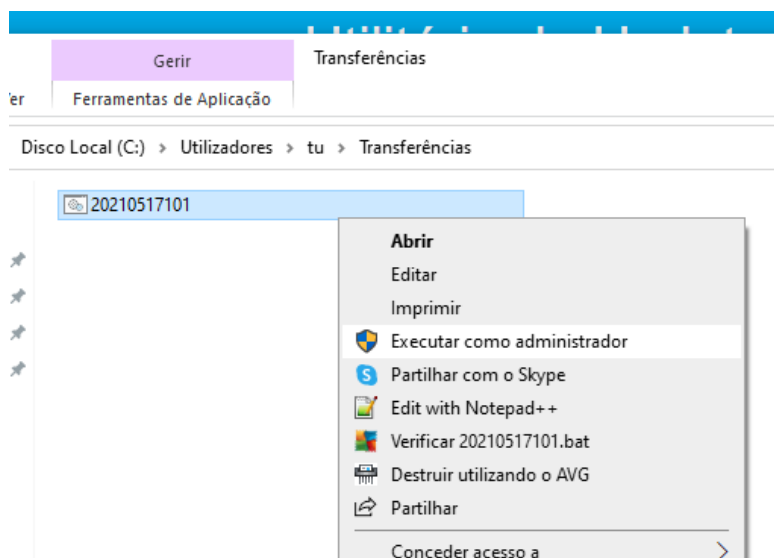 Gerir
Transferências
Ferramentas de Aplicação
Disco Local (C:) > Utilizadores > tu > Transferências
20210517101
Abrir
Editar
Imprimir
Executar como administrador
Partilhar com o Skype
Edit with Notepad++
Verificar 20210517101.bat
Destruir utilizando o AVG
Partilhar
Conceder acesso a